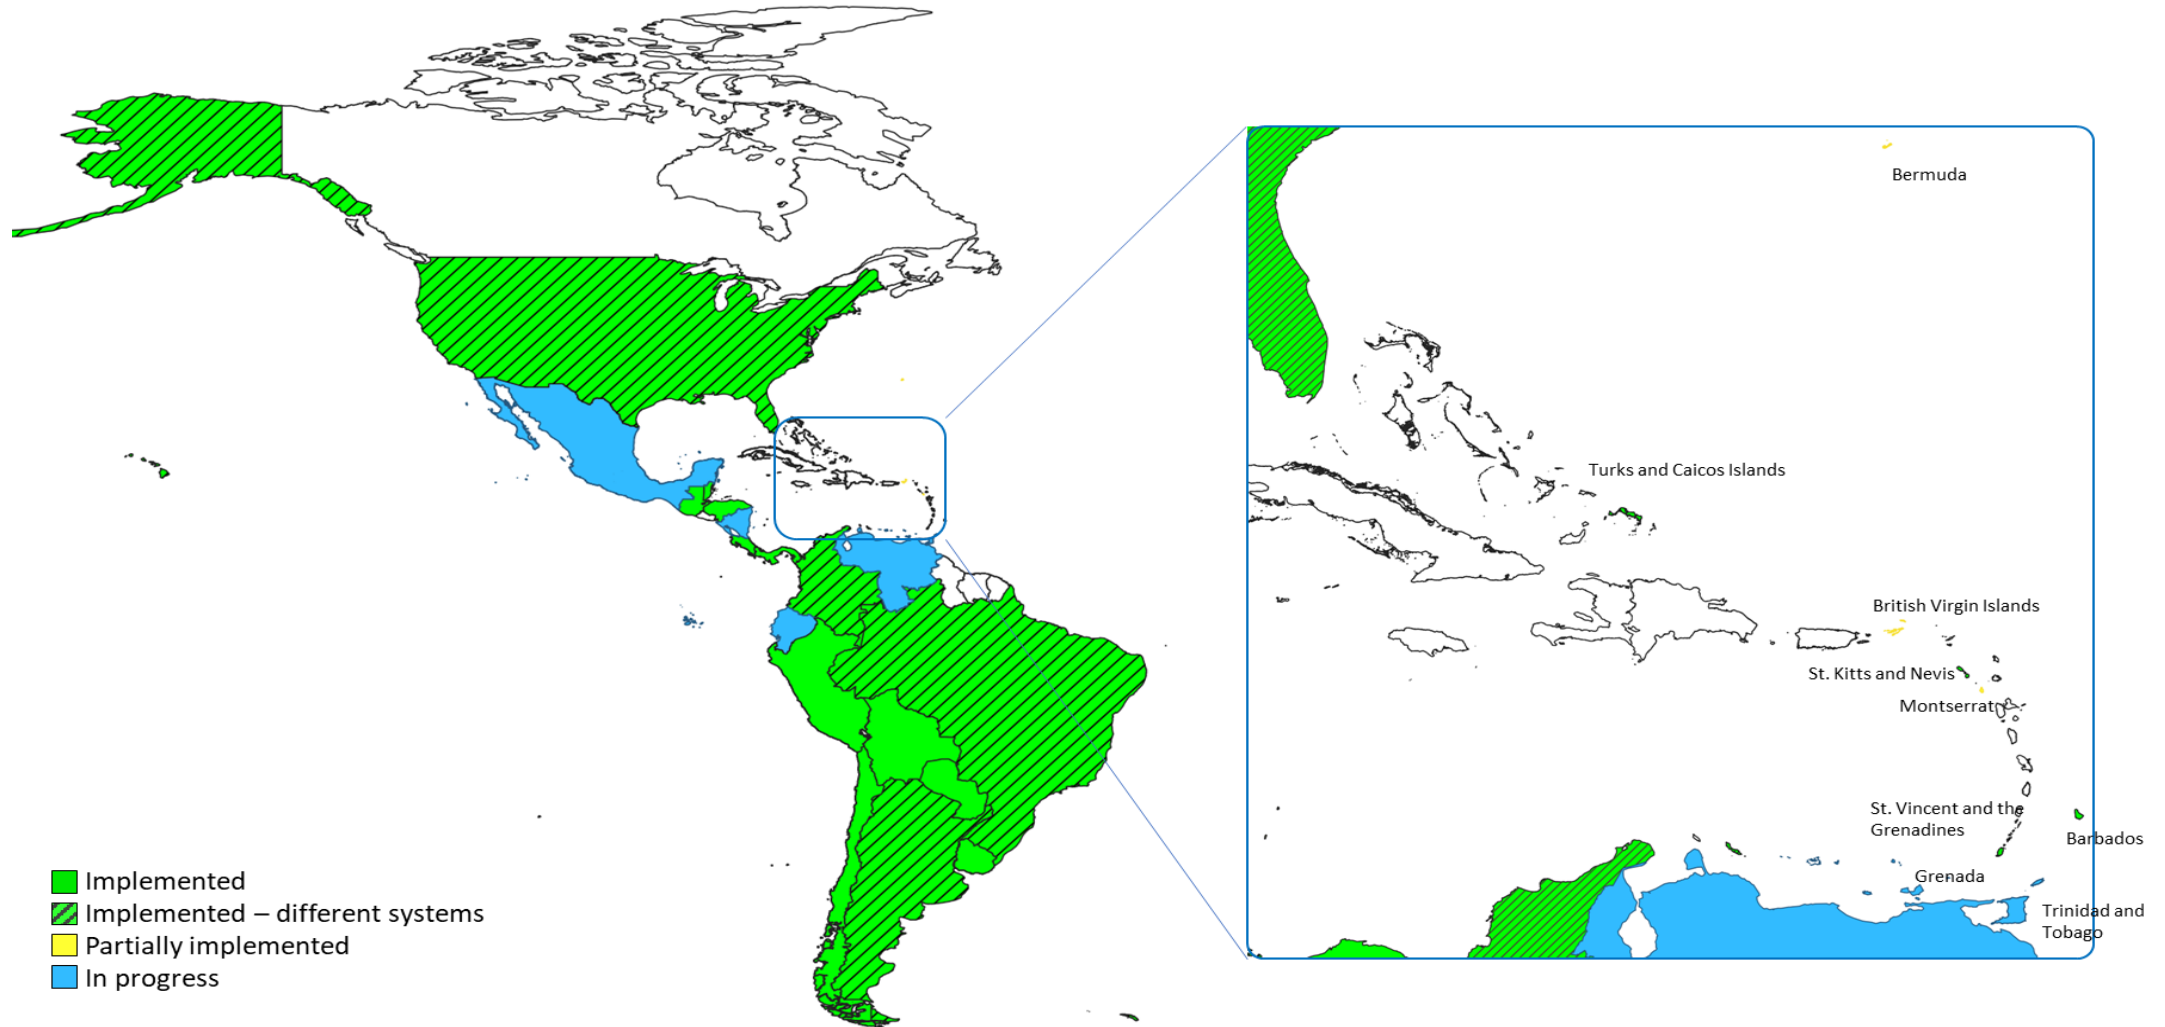 Bermuda
Turks and Caicos Islands
British Virgin Islands
St. Kitts and Nevis
Montserrat
St. Vincent and the
Grenadines
Barbados
Grenada
Trinidad and
Tobago
Implemented
Implemented – different systems
Partially implemented
In progress